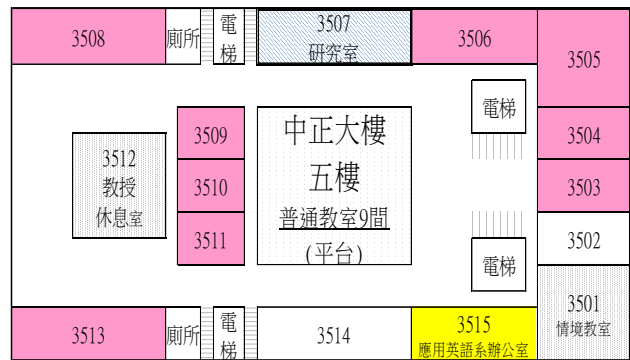 3508
廁所
電
梯
3507
研究室
3506
3505
電梯
3504
3503
3509
3510
3511
3512
教授
休息室
中正大樓
五樓
普通教室9間
(平台)
3502
電梯
3501
情境教室
3513
廁所
電
梯
3514
3515
應用英語系辦公室